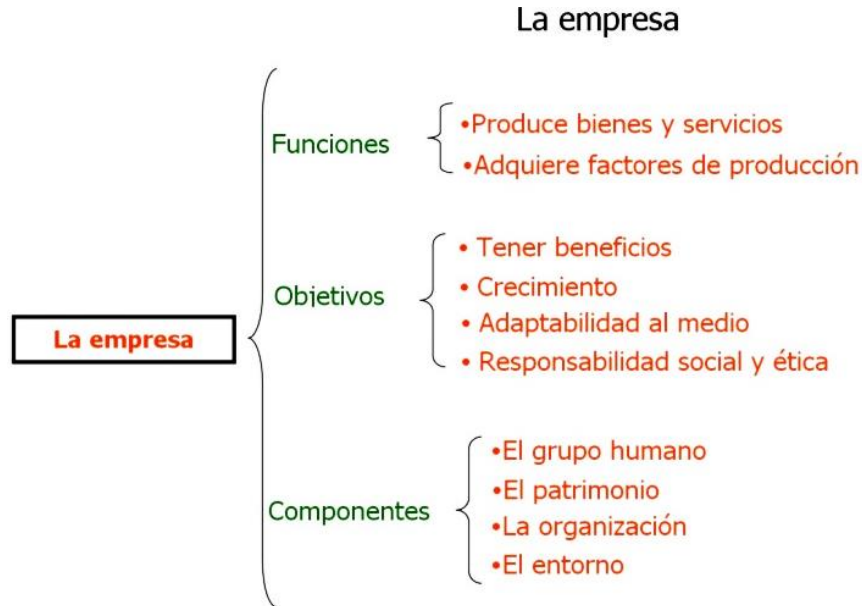 La empresa
La empresa
Funciones
•Produce bienes y servicios
•Adquiere factores de producción
Objetivos
• Tener beneficios
• Crecimiento
• Adaptabilidad al medio
• Responsabilidad social y ética
Componentes
•El grupo humano
•El patrimonio
•La organización
•El entorno